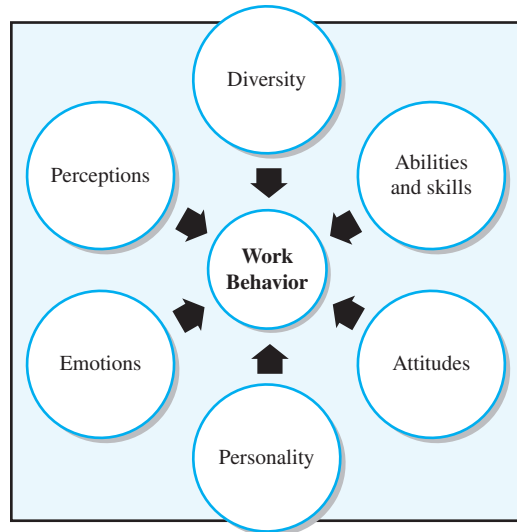 Diversity
Perceptions
Abilities
and skills
Work
Behavior
Emotions
Attitudes
Personality